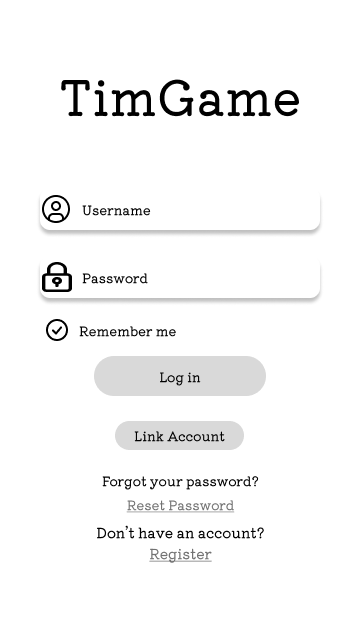 TimGame
Username
Password
Remember me
Log in
Link Account
Forgot your password?
Reset Password
Don't have an account?
Register